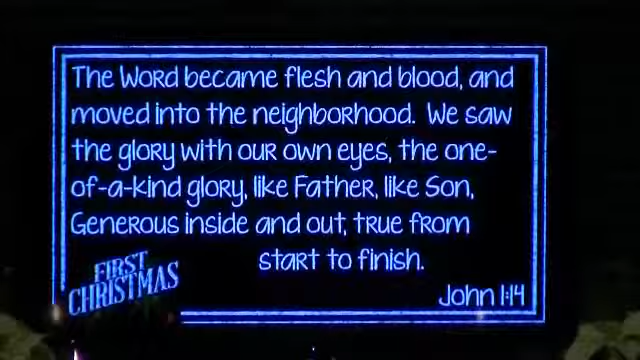 The Word became flesh and blood, and
moved into the neighborhood. We saw
the glory with our own eyes, the one-
of-a-kind glory, like Father, like Son,
Generous inside and out, true from
start to finish.
FIRST
CHRISTMAS
John 1:14